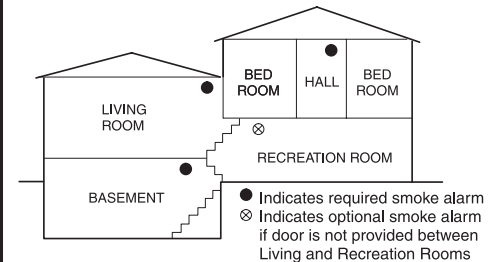 BED
ROOM
HALL
BED
ROOM
LIVING
ROOM
RECREATION ROOM
BASEMENT
Indicates required smoke alarm
Indicates optional smoke alarm
if door is not provided between
Living and Recreation Rooms